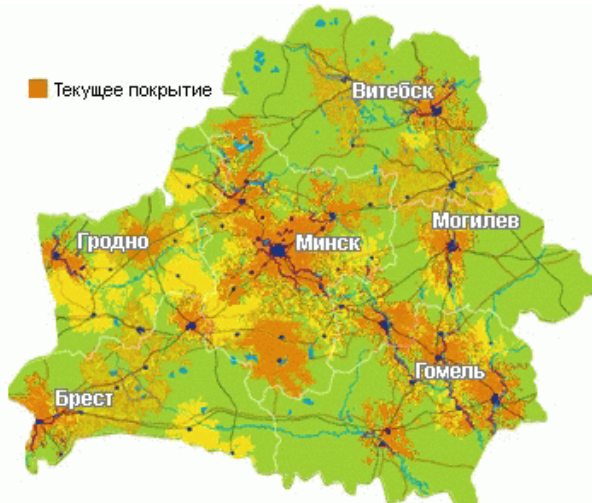 Текущее покрытие
Витебск
Могилев
Гродно
Минск
Гомель
Брест